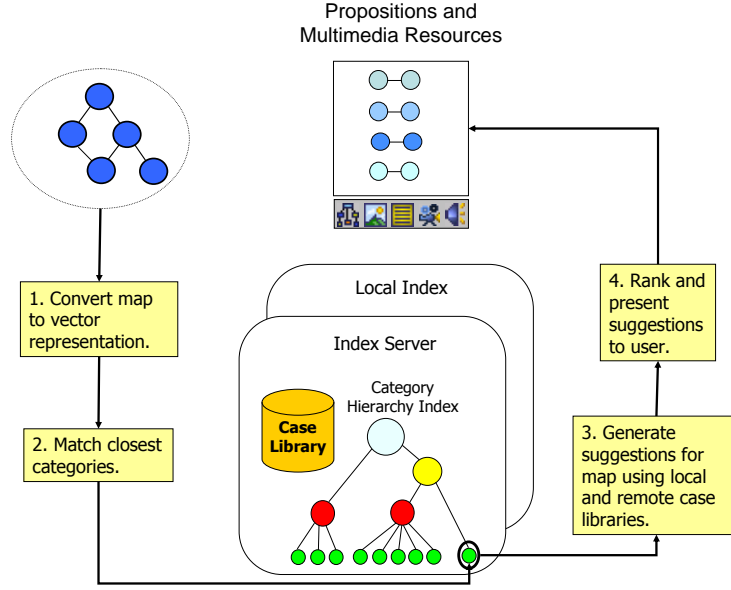 Propositions and
Multimedia Resources
1. Convert map
to vector
representation.
2. Match closest
categories.
Local Index
Index Server
Category
Hierarchy Index
Case
Library
3. Generate
suggestions for
map using local
and remote case
libraries.
4. Rank and
present
suggestions
to user.